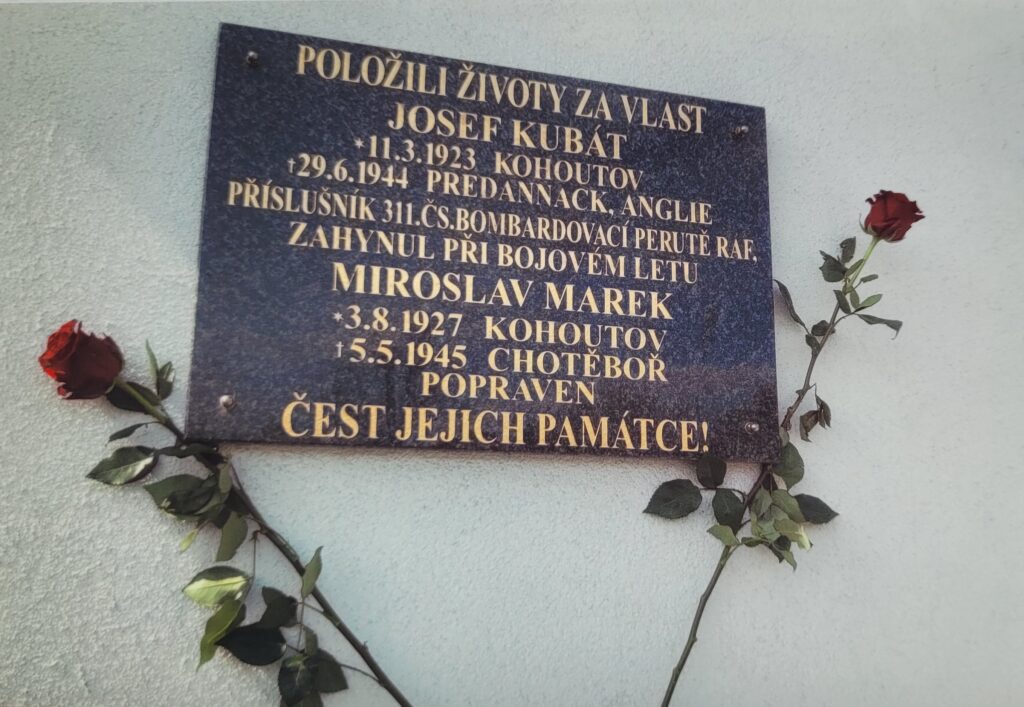 POLOŽILI ŽIVOTY ZA VLAST
JOSEF KUBÁT
*11.3.1923 KOHOUTOV
†29.6.1944 PREDANNACK, ANGLIE
PŘÍSLUŠNÍK 311.ČS.BOMBARDOVACÍ PERUTĚ RAF,
ZAHYNUL PŘI BOJOVÉM LETU
MIROSLAV MAREK
*3.8.1927 KOHOUTOV
†5.5.1945 CHOTĚBOŘ
POPRAVEN
ČEST JEJICH PAMÁTCE!